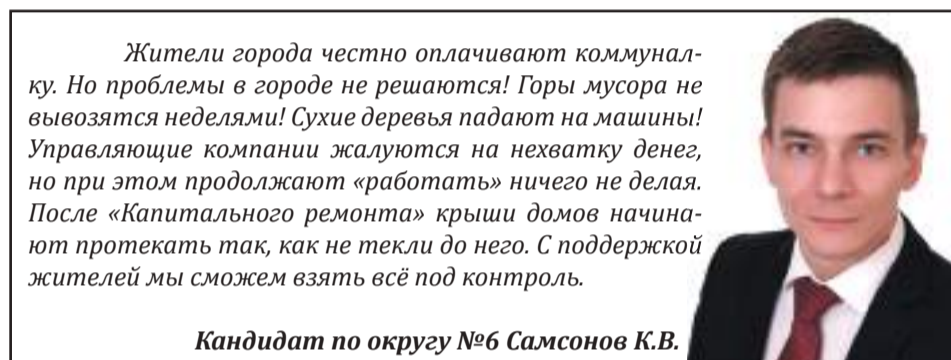 Жители города честно оплачивают коммунал-
ку. Но проблемы в городе не решаются! Горы мусора не
вывозятся неделями! Сухие деревья падают на машины!
Управляющие компании жалуются на нехватку денег,
но при этом продолжают «работать» ничего не делая.
После «Капитального ремонта» крыши домов начина-
ют протекать так, как не текли до него. С поддержкой
жителей мы сможем взять всё под контроль.
Кандидат по округу №6 Самсонов К.В.